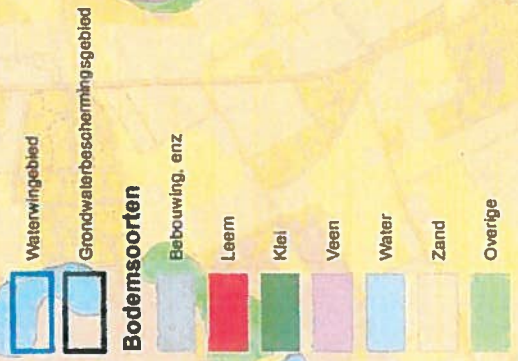 Waterwingebied
Grondwaterbeschermingsgebied
Bodemsoorten
Bebouwing, enz
Leem
Klei
Veen
Water
Zand
Overige